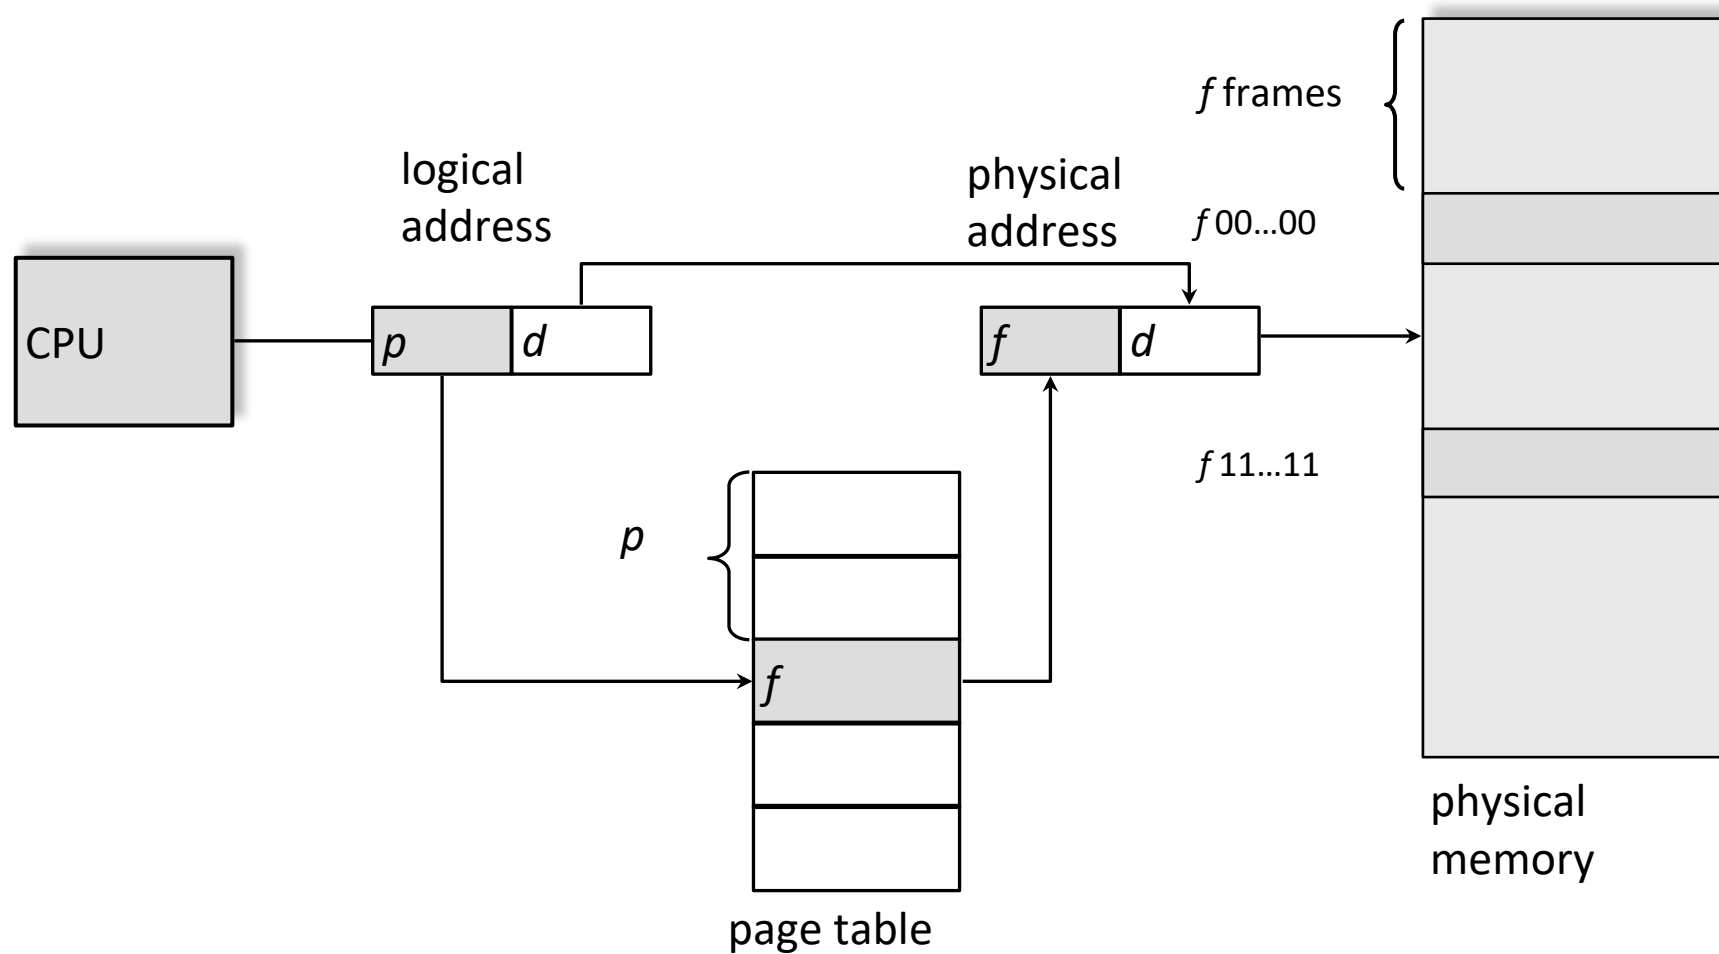 f frames
logical
address
physical
address
f 00...00
CPU
p
d
f
d
f 11...11
p
f
physical
memory
page table